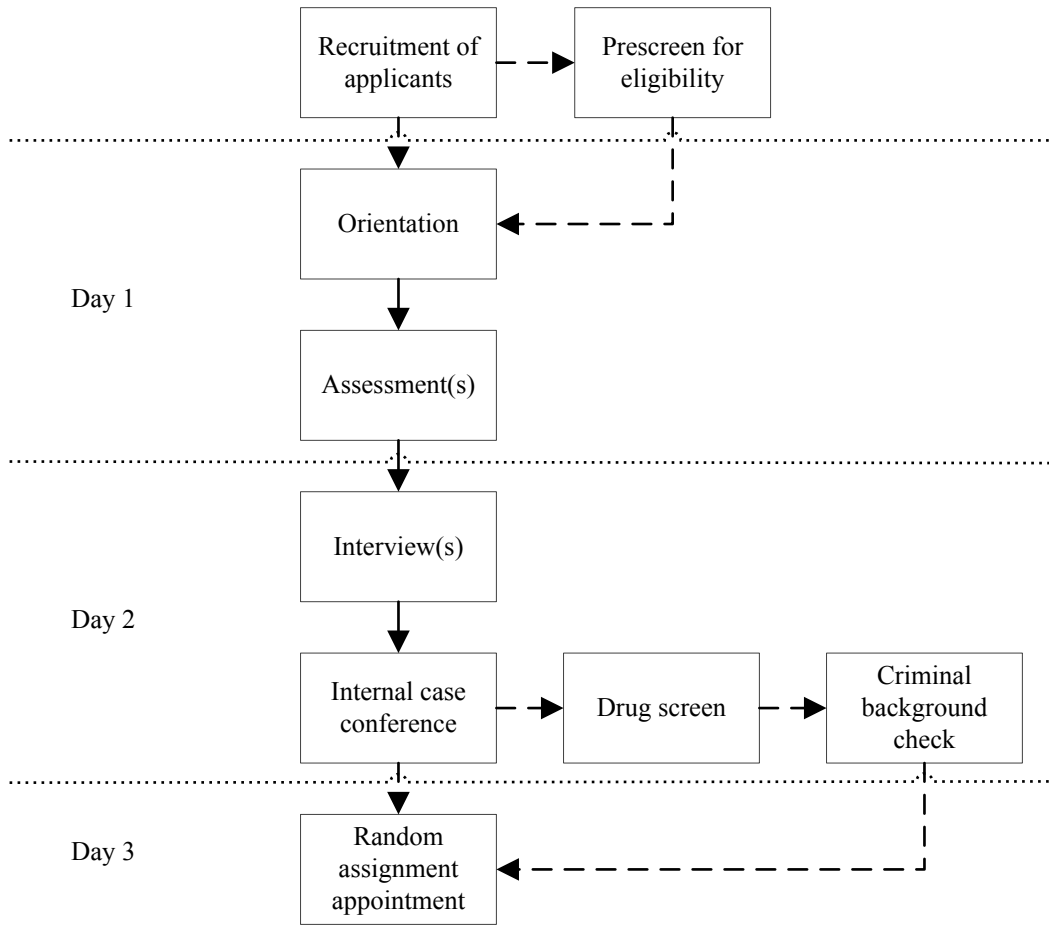 Recruitment of
applicants
Prescreen for
eligibility
Day 1
Orientation
Assessment(s)
Day 2
Interview(s)
Internal case
conference
Drug screen
Criminal
background
check
Day 3
Random
assignment
appointment